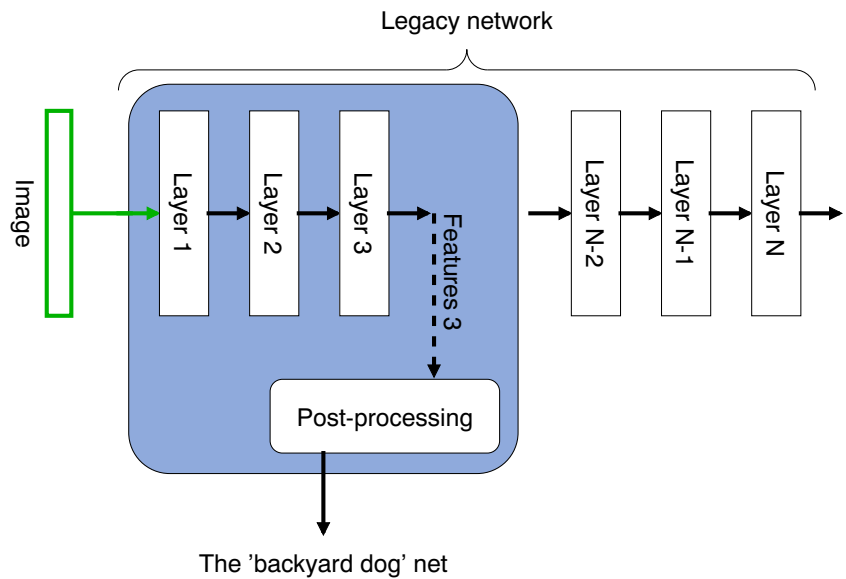 Legacy network
Image
Layer 1
Layer 2
Layer 3
Features 3
Layer N-2
Layer N-1
Layer N
Post-processing
The ’backyard dog’ net